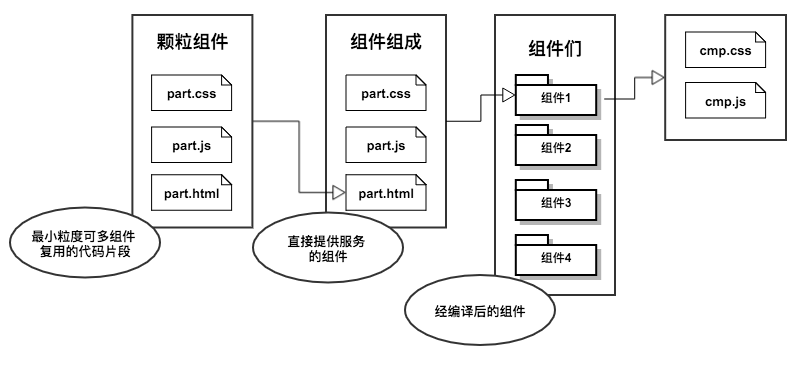 颗粒组件
part.css
part.js
part.html
最小粒度可多组件
复用的代码片段
组件组成
part.css
part.js
part.html
直接提供服务
的组件
组件们
组件1
组件2
组件3
组件4
经编译后的组件
cmp.css
cmp.js